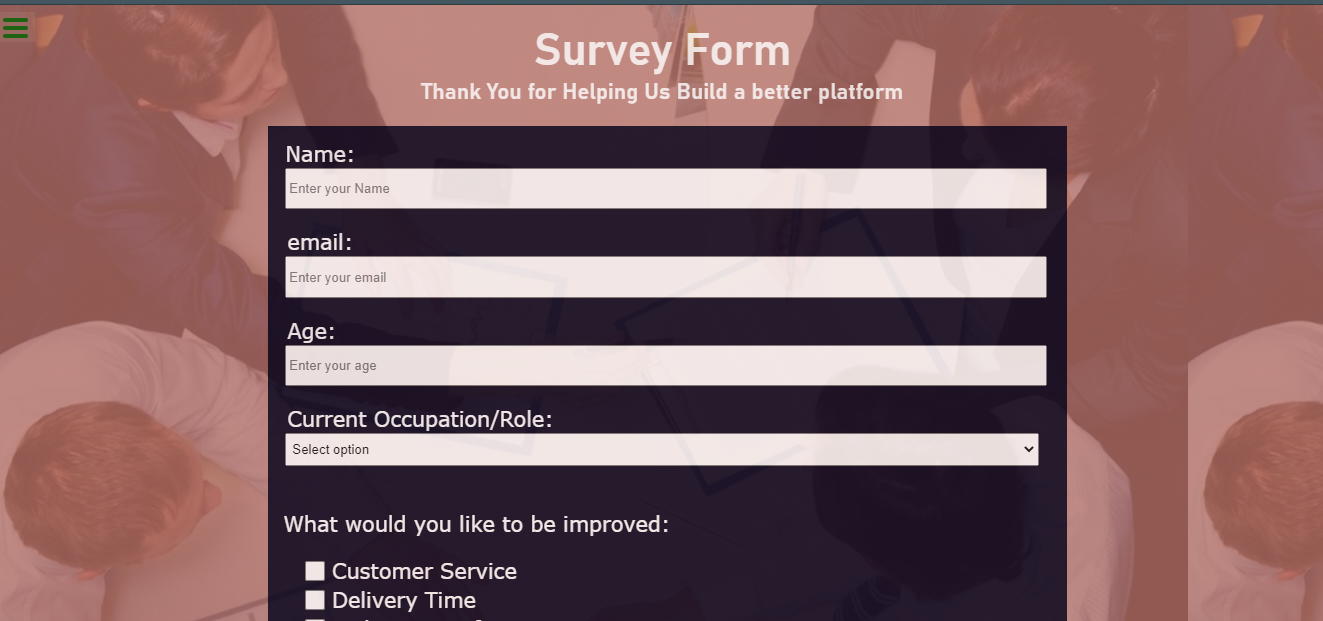 Survey Form
Thank You for Helping Us Build a better platform
Name:
Enter your Name
email:
Enter your email
Age:
Enter your age
Current Occupation/Role:
Select option
What would you like to be improved:
Customer Service
Delivery Time